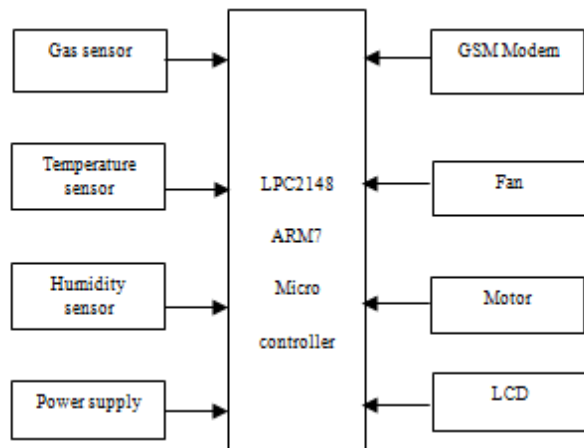 Gas sensor
Temperature
sensor
Humidity
sensor
Power supply
LPC2148
ARM7
Micro
controller
GSM Modem
Fan
Motor
LCD